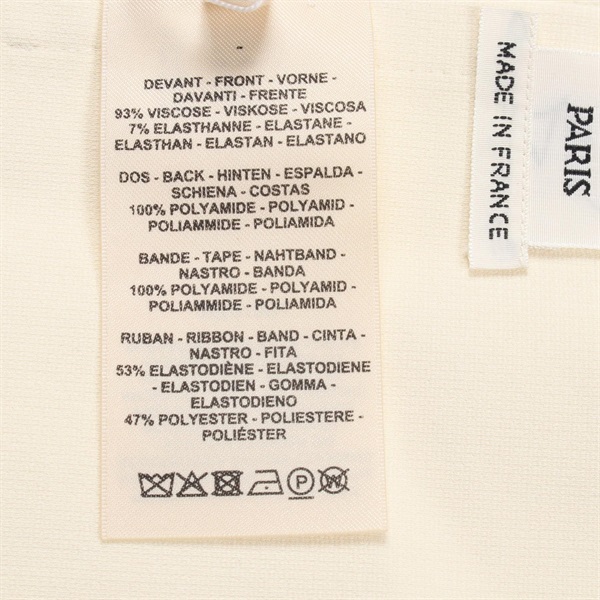 DEVANT - FRONT - VORNE -
DAVANTI - FRENTE
93% VISCOSE - VISKOSE - VISCOSA
7% ELASTHANNE - ELASTANE -
ELASTHAN - ELASTAN - ELASTANO
DOS - BACK - HINTEN - ESPALDA -
SCHIENA - COSTAS
100% POLYAMIDE - POLYAMID -
POLIAMMIDE - POLIAMIDA
BANDE - TAPE - NAHTBAND -
NASTRO - BANDA
100% POLYAMIDE - POLYAMID -
POLIAMMIDE - POLIAMIDA
RUBAN - RIBBON - BAND - CINTA -
NASTRO - FITA
53% ELASTODIÈNE - ELASTODIENE
- ELASTODIEN - GOMMA -
ELASTODIENO
47% POLYESTER - POLIESTERE -
POLIÉSTER
P W
MADE IN FRANCE
PARIS